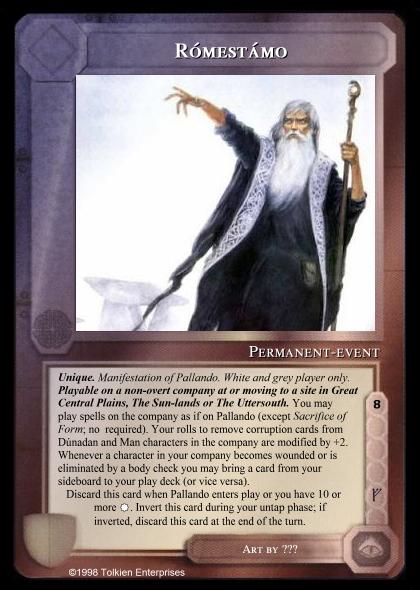 RÓMESTÁMO
PERMANENT-EVENT
Unique. Manifestation of Pallando. White and grey player only.
Playable on a non-overt company at or moving to a site in Great
Central Plains, The Sun-lands or The Uttersouth. You may
play spells on the company as if on Pallando (except Sacrifice of
Form; no required). Your rolls to remove corruption cards from
Dúnadan and Man characters in the company are modified by +2.
Whenever a character in your company becomes wounded or is
eliminated by a body check you may bring a card from your
sideboard to your play deck (or vice versa).
Discard this card when Pallando enters play or you have 10 or
more . Invert this card during your untap phase; if
inverted, discard this card at the end of the turn.
8
ART BY ???
©1998 Tolkien Enterprises